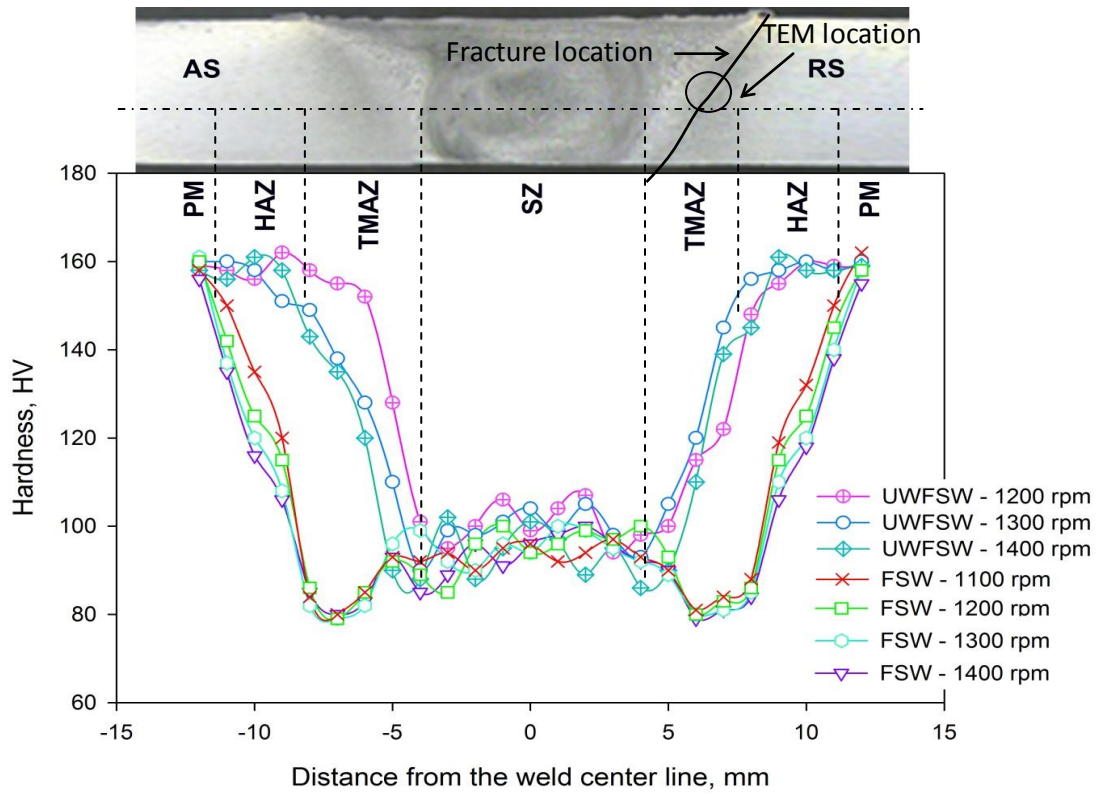 Fracture location
TEM location
AS
RS
PM
HAZ
TMAZ
SZ
TMAZ
HAZ
PM
180
160
140
120
100
80
60
Hardness, HV
UWFSW - 1200 rpm
UWFSW - 1300 rpm
UWFSW - 1400 rpm
FSW - 1100 rpm
FSW - 1200 rpm
FSW - 1300 rpm
FSW - 1400 rpm
-15 -10 -5 0 5 10 15
Distance from the weld center line, mm